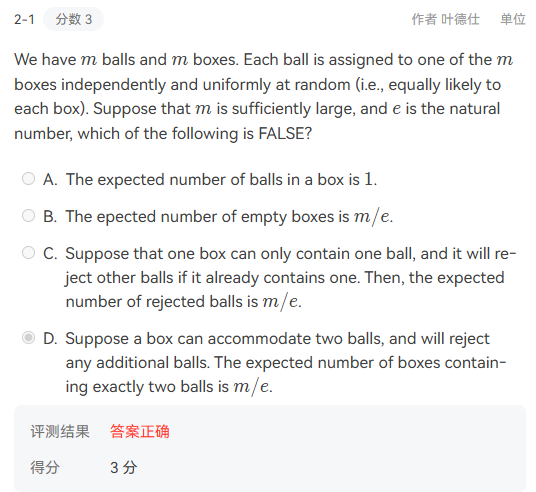 2-1 分数 3 作者 叶德仕 单位
We have m balls and m boxes. Each ball is assigned to one of the m
boxes independently and uniformly at random (i.e., equally likely to
each box). Suppose that m is sufficiently large, and e is the natural
number, which of the following is FALSE?
A. The expected number of balls in a box is 1.
B. The epected number of empty boxes is m/e.
C. Suppose that one box can only contain one ball, and it will re-
ject other balls if it already contains one. Then, the expected
number of rejected balls is m/e.
D. Suppose a box can accommodate two balls, and will reject
any additional balls. The expected number of boxes contain-
ing exactly two balls is m/e.
评测结果 答案正确
得分 3 分